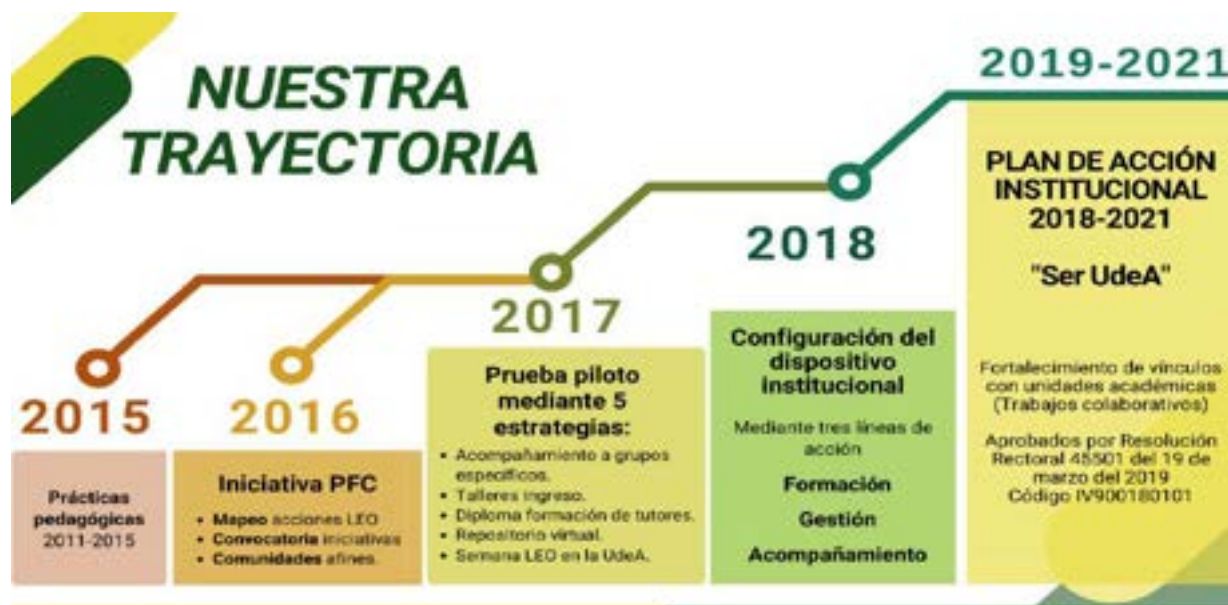 NUESTRA
TRAYECTORIA
2015
Prácticas
pedagógicas
2011-2015
2016
Iniciativa PFC
• Mapeo acciones LEO
• Convocatoria iniciativas
• Comunidades afines.
2017
Prueba piloto
mediante 5
estrategias:
• Acompañamiento a grupos
específicos.
• Talleres ingreso.
• Diploma formación de tutores.
• Repositorio virtual.
• Semana LEO en la UdeA.
2018
Configuración del
dispositivo
institucional
Mediante tres líneas de
acción
Formación
Gestión
Acompañamiento
2019-2021
PLAN DE ACCIÓN
INSTITUCIONAL
2018-2021
"Ser UdeA"
Fortalecimiento de vínculos
con unidades académicas
(Trabajos colaborativos)
Aprobados por Resolución
Rectoral 45501 del 19 de
marzo del 2019
Código IV900180101